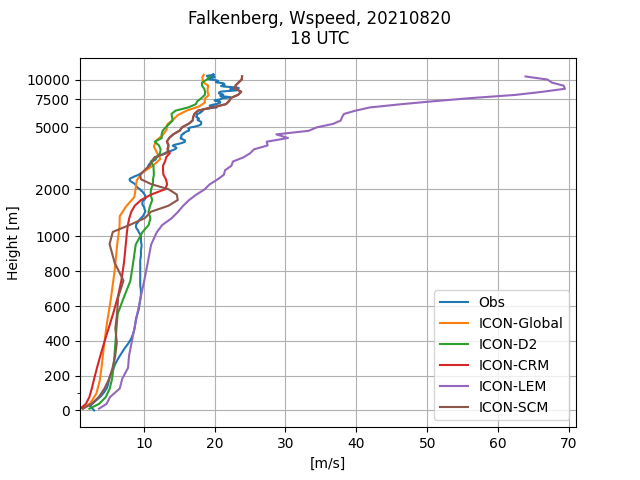 Falkenberg, Wspeed, 20210820
18 UTC
10000
7500
5000
2000
1000
800
600
400
200
0
Height [m]
10
20
30
40
50
60
70
[m/s]
Obs
ICON-Global
ICON-D2
ICON-CRM
ICON-LEM
ICON-SCM